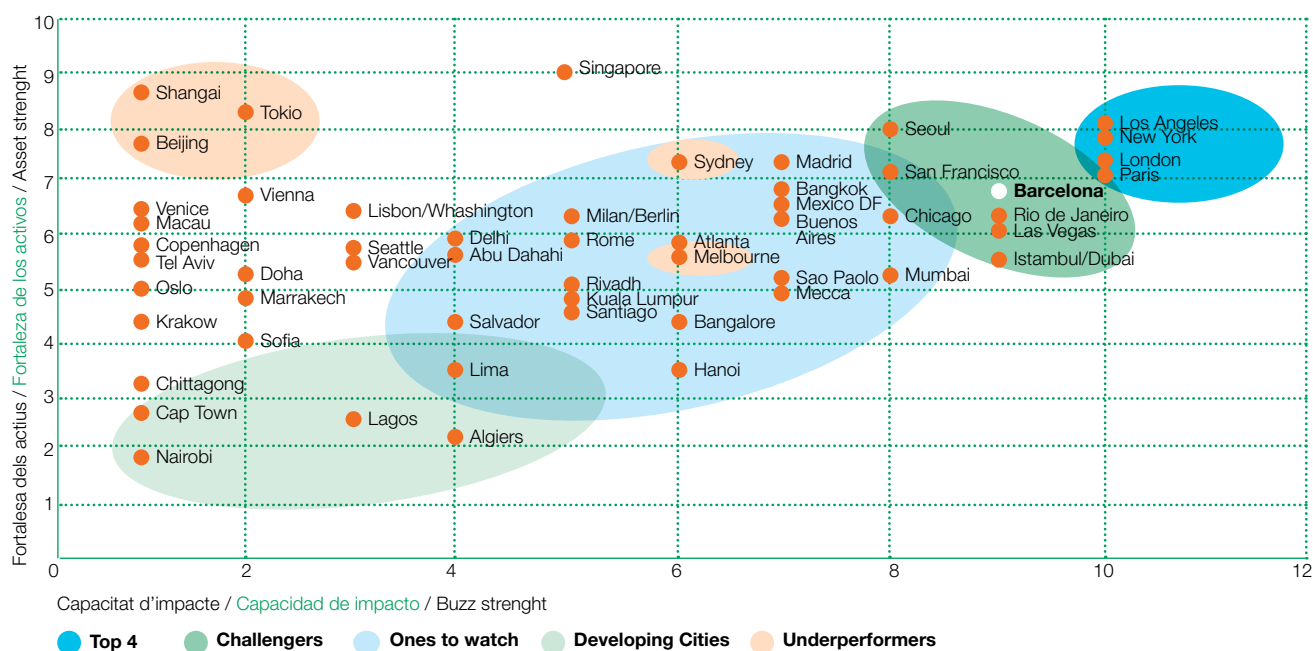 10
9
8
7
6
5
4
3
2
1
0
2
4
6
8
10
12
Fortalesa dels actius / Fortaleza de los activos / Asset strenght
Singapore
Shangai
Tokio
Beijing
Seoul
Los Angeles
New York
London
Paris
Sydney
Madrid
San Francisco
Barcelona
Vienna
Bangkok
Mexico DF
Buenos
Aires
Chicago
Rio de Janeiro
Las Vegas
Istambul/Dubai
Venice
Macau
Lisbon/Whashington
Milan/Berlin
Copenhagen
Tel Aviv
Seattle
Vancouver
Delhi
Abu Dahahi
Rome
Atlanta
Melbourne
Doha
Oslo
Marrakech
Rivadh
Kuala Lumpur
Santiago
Sao Paolo
Mecca
Mumbai
Krakow
Sofia
Salvador
Bangalore
Lima
Hanoi
Chittagong
Cap Town
Lagos
Algiers
Nairobi
Capacitat d’impacte / Capacidad de impacto / Buzz strenght
Top 4
Challengers
Ones to watch
Developing Cities
Underperformers